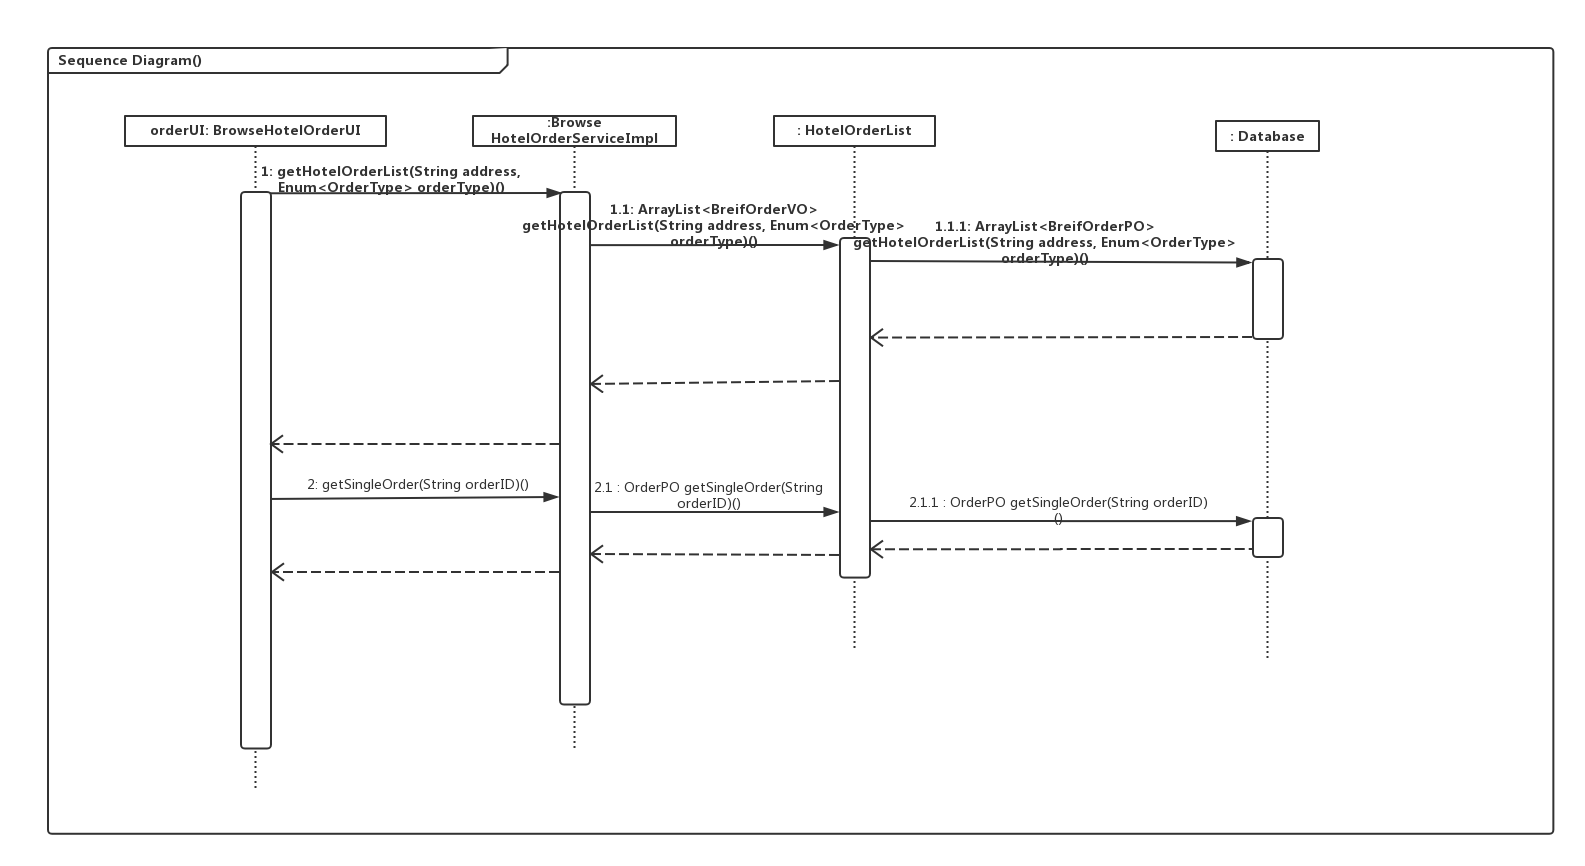 Sequence Diagram()
orderUI: BrowseHotelOrderUI
:Browse
HotelOrderServiceImpl
: HotelOrderList
: Database
1: getHotelOrderList(String address,
Enum<OrderType> orderType)()
1.1: ArrayList<BreifOrderVO>
getHotelOrderList(String address, Enum<OrderType>
orderType)()
1.1.1: ArrayList<BreifOrderPO>
getHotelOrderList(String address, Enum<OrderType>
orderType)()
2: getSingleOrder(String orderID)()
2.1 : OrderPO getSingleOrder(String
orderID)()
2.1.1 : OrderPO getSingleOrder(String orderID)
()